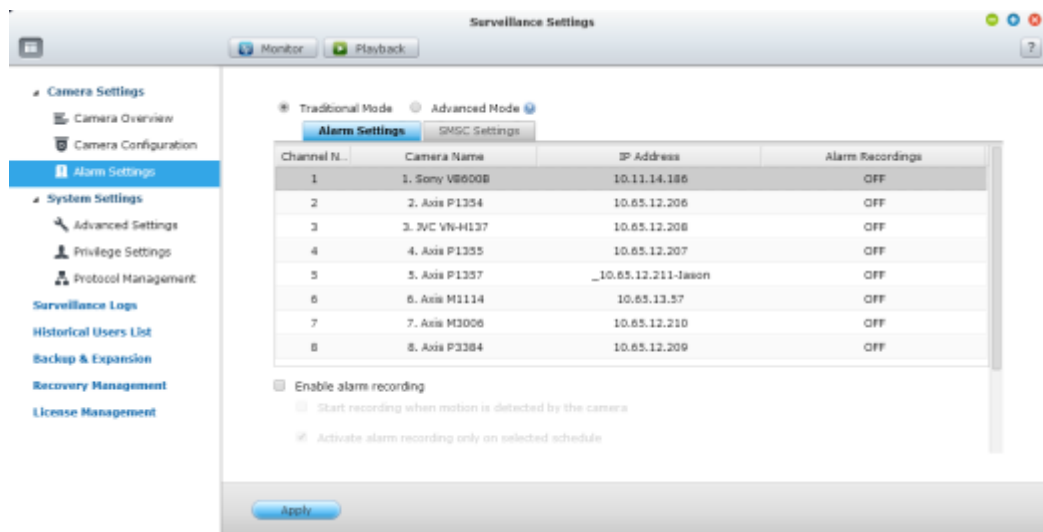 Surveillance Settings
Monitor Playback ?
Camera Settings
Camera Overview
Camera Configuration
Alarm Settings
System Settings
Advanced Settings
Privilege Settings
Protocol Management
Surveillance Logs
Historical Users List
Backup & Expansion
Recovery Management
License Management
Traditional Mode Advanced Mode
Alarm Settings SMSC Settings
Channel N... Camera Name IP Address Alarm Recordings
1 1. Sony VB600B 10.11.14.186 OFF
2 2. Axis P1354 10.65.12.206 OFF
3 3. JVC VN-H137 10.65.12.208 OFF
4 4. Axis P1355 10.65.12.207 OFF
5 5. Axis P1357 _10.65.12.211-Jason OFF
6 6. Axis M1114 10.65.13.57 OFF
7 7. Axis M3006 10.65.12.210 OFF
8 8. Axis P3384 10.65.12.209 OFF
Enable alarm recording
Start recording when motion is detected by the camera
Activate alarm recording only on selected schedule
Apply